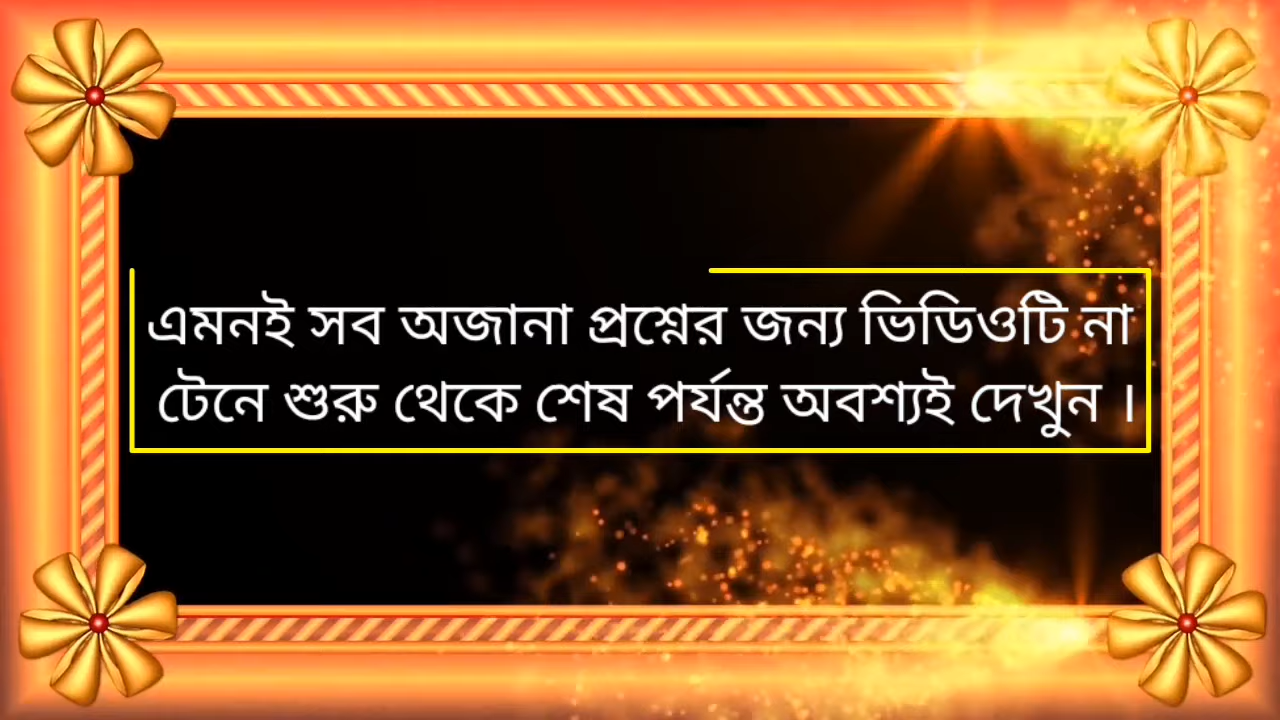 এমনই সব অজানা প্রশ্নের জন্য ভিডিওটি না
টেনে শুরু থেকে শেষ পর্যন্ত অবশ্যই দেখুন ।